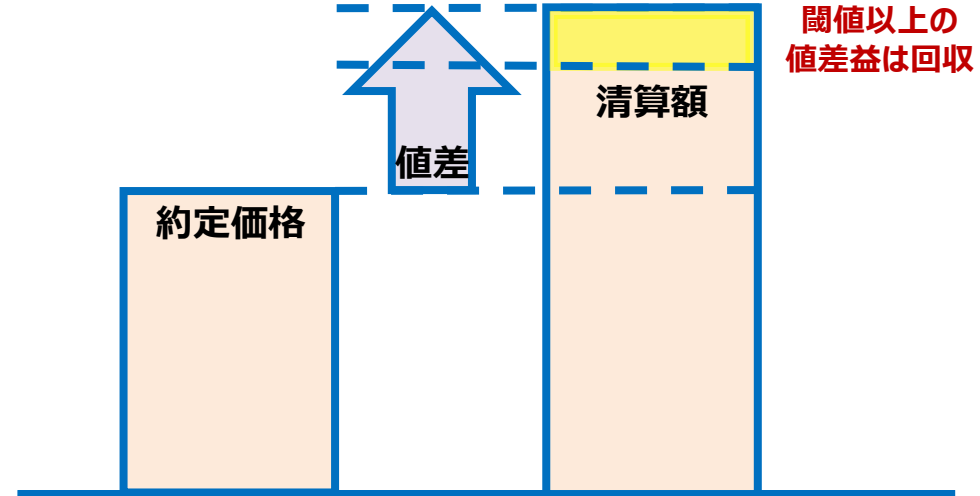 閾値以上の
値差益は回収
清算額
値差
約定価格